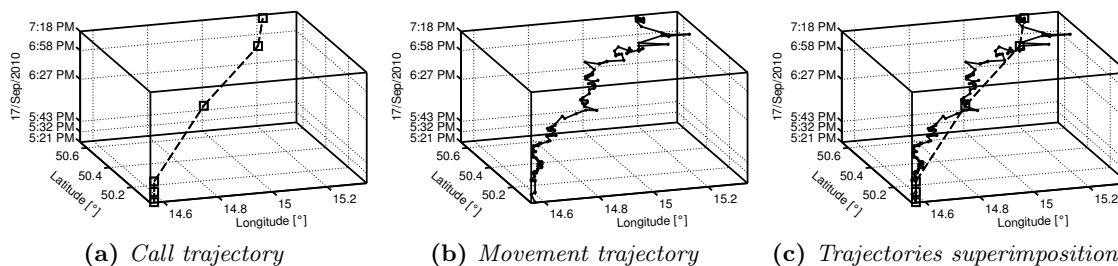 7:18 PM
6:58 PM
6:27 PM
5:43 PM
5:32 PM
5:21 PM
17/Sep/2010
50.6
50.4
50.2
Latitude [°]
14.6
14.8
15
15.2
Longitude [°]
(a) Call trajectory
7:18 PM
6:58 PM
6:27 PM
5:43 PM
5:32 PM
5:21 PM
17/Sep/2010
50.6
50.4
50.2
Latitude [°]
14.6
14.8
15
15.2
Longitude [°]
(b) Movement trajectory
7:18 PM
6:58 PM
6:27 PM
5:43 PM
5:32 PM
5:21 PM
17/Sep/2010
50.6
50.4
50.2
Latitude [°]
14.6
14.8
15
15.2
Longitude [°]
(c) Trajectories superimposition